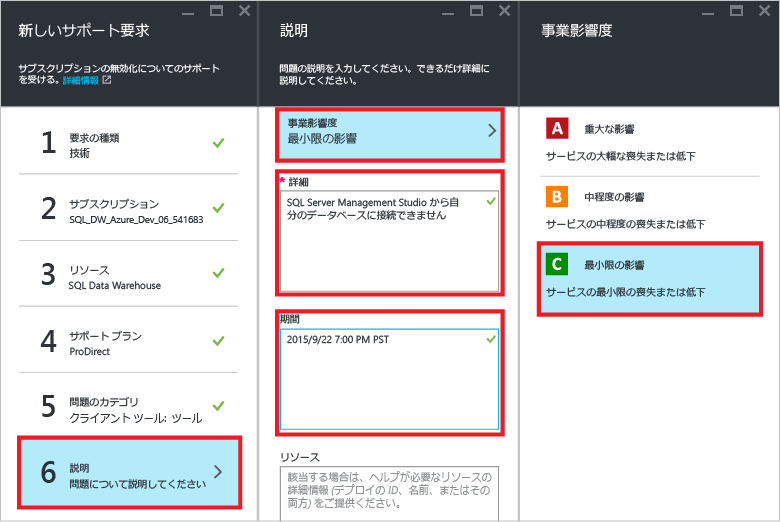 新しいサポート要求
サブスクリプションの無効化についてのサポート
を受ける。詳細情報
1
要求の種類
技術
2
サブスクリプション
SQL_DW_Azure_Dev_06_541683
3
リソース
SQL Data Warehouse
4
サポート プラン
ProDirect
5
問題のカテゴリ
クライアント ツール: ツール
6
説明
問題について説明してください
説明
問題の説明を入力してください。できるだけ詳細に
説明してください。
事業影響度
最小限の影響
* 詳細
SQL Server Management Studio から自
分のデータベースに接続できません
期間
2015/9/22 7:00 PM PST
リソース
該当する場合は、ヘルプが必要なリソースの
詳細情報 (デプロイの ID、名前、またはその
両方) をご提供ください。
事業影響度
A 重大な影響
サービスの大幅な喪失または低下
B 中程度の影響
サービスの中程度の喪失または低下
C 最小限の影響
サービスの最小限の喪失または低下